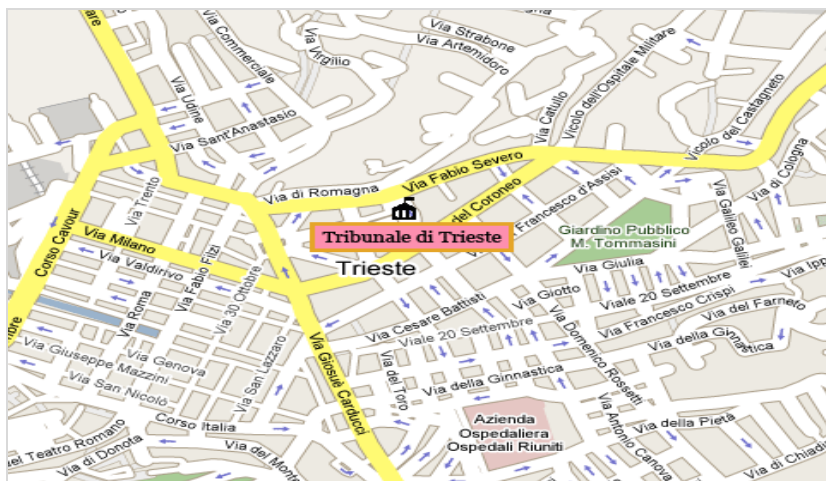 Via Strabone
Via Artemidoro
Via Virgilio
Via Commerciale
Via Udine
Via Sant'Anastasio
Via Catullo
Vicolo dell'Ospitale Militare
Vicolo del Castagneto
Via di Cologna
Via Fabio Severo
Via di Romagna
Via Trento
Corso Cavour
Via Milano
Via Valdirivo
Via Fabio Filzi
Via 30 Ottobre
Via Roma
del Coroneo
Francesco d'Assisi
Tribunale di Trieste
Trieste
Giardino Pubblico
M. Tommasini
Via Galileo Galilei
Via Giulia
Via Giotto
Viale 20 Settembre
Via Francesco Crispi
Via del Farneto
Via della Ginnastica
Via Ipp
Via Cesare Battisti
Viale 20 Settembre
Via Domenico Rossetti
Via Giosuè Carducci
Via San Lazzaro
Via Genova
Via Giuseppe Mazzini
Via San Nicolò
Corso Italia
Via del Toro
Via della Ginnastica
Azienda
Ospedaliera
Ospedali Riuniti
Via Antonio Canova
Via della Pietà
Via di Chiadi
del Teatro Romano
Via di Donota
Via del Monte